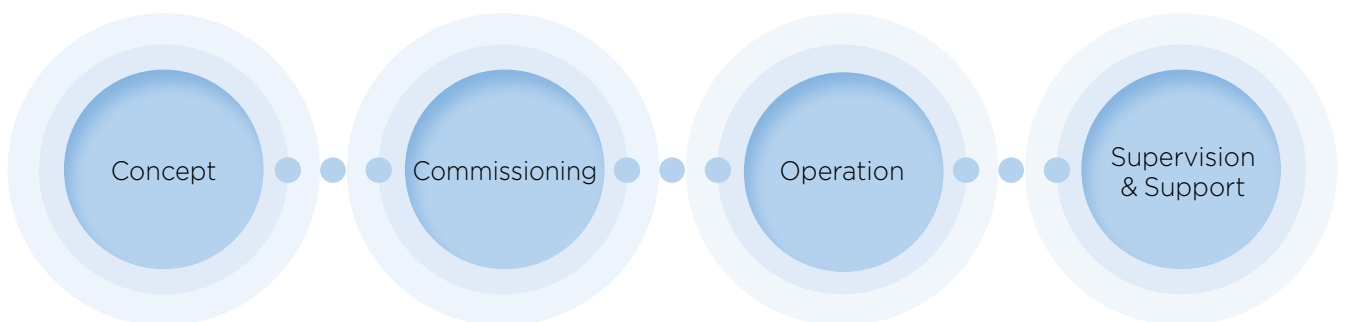 Concept
Commissioning
Operation
Supervision
& Support